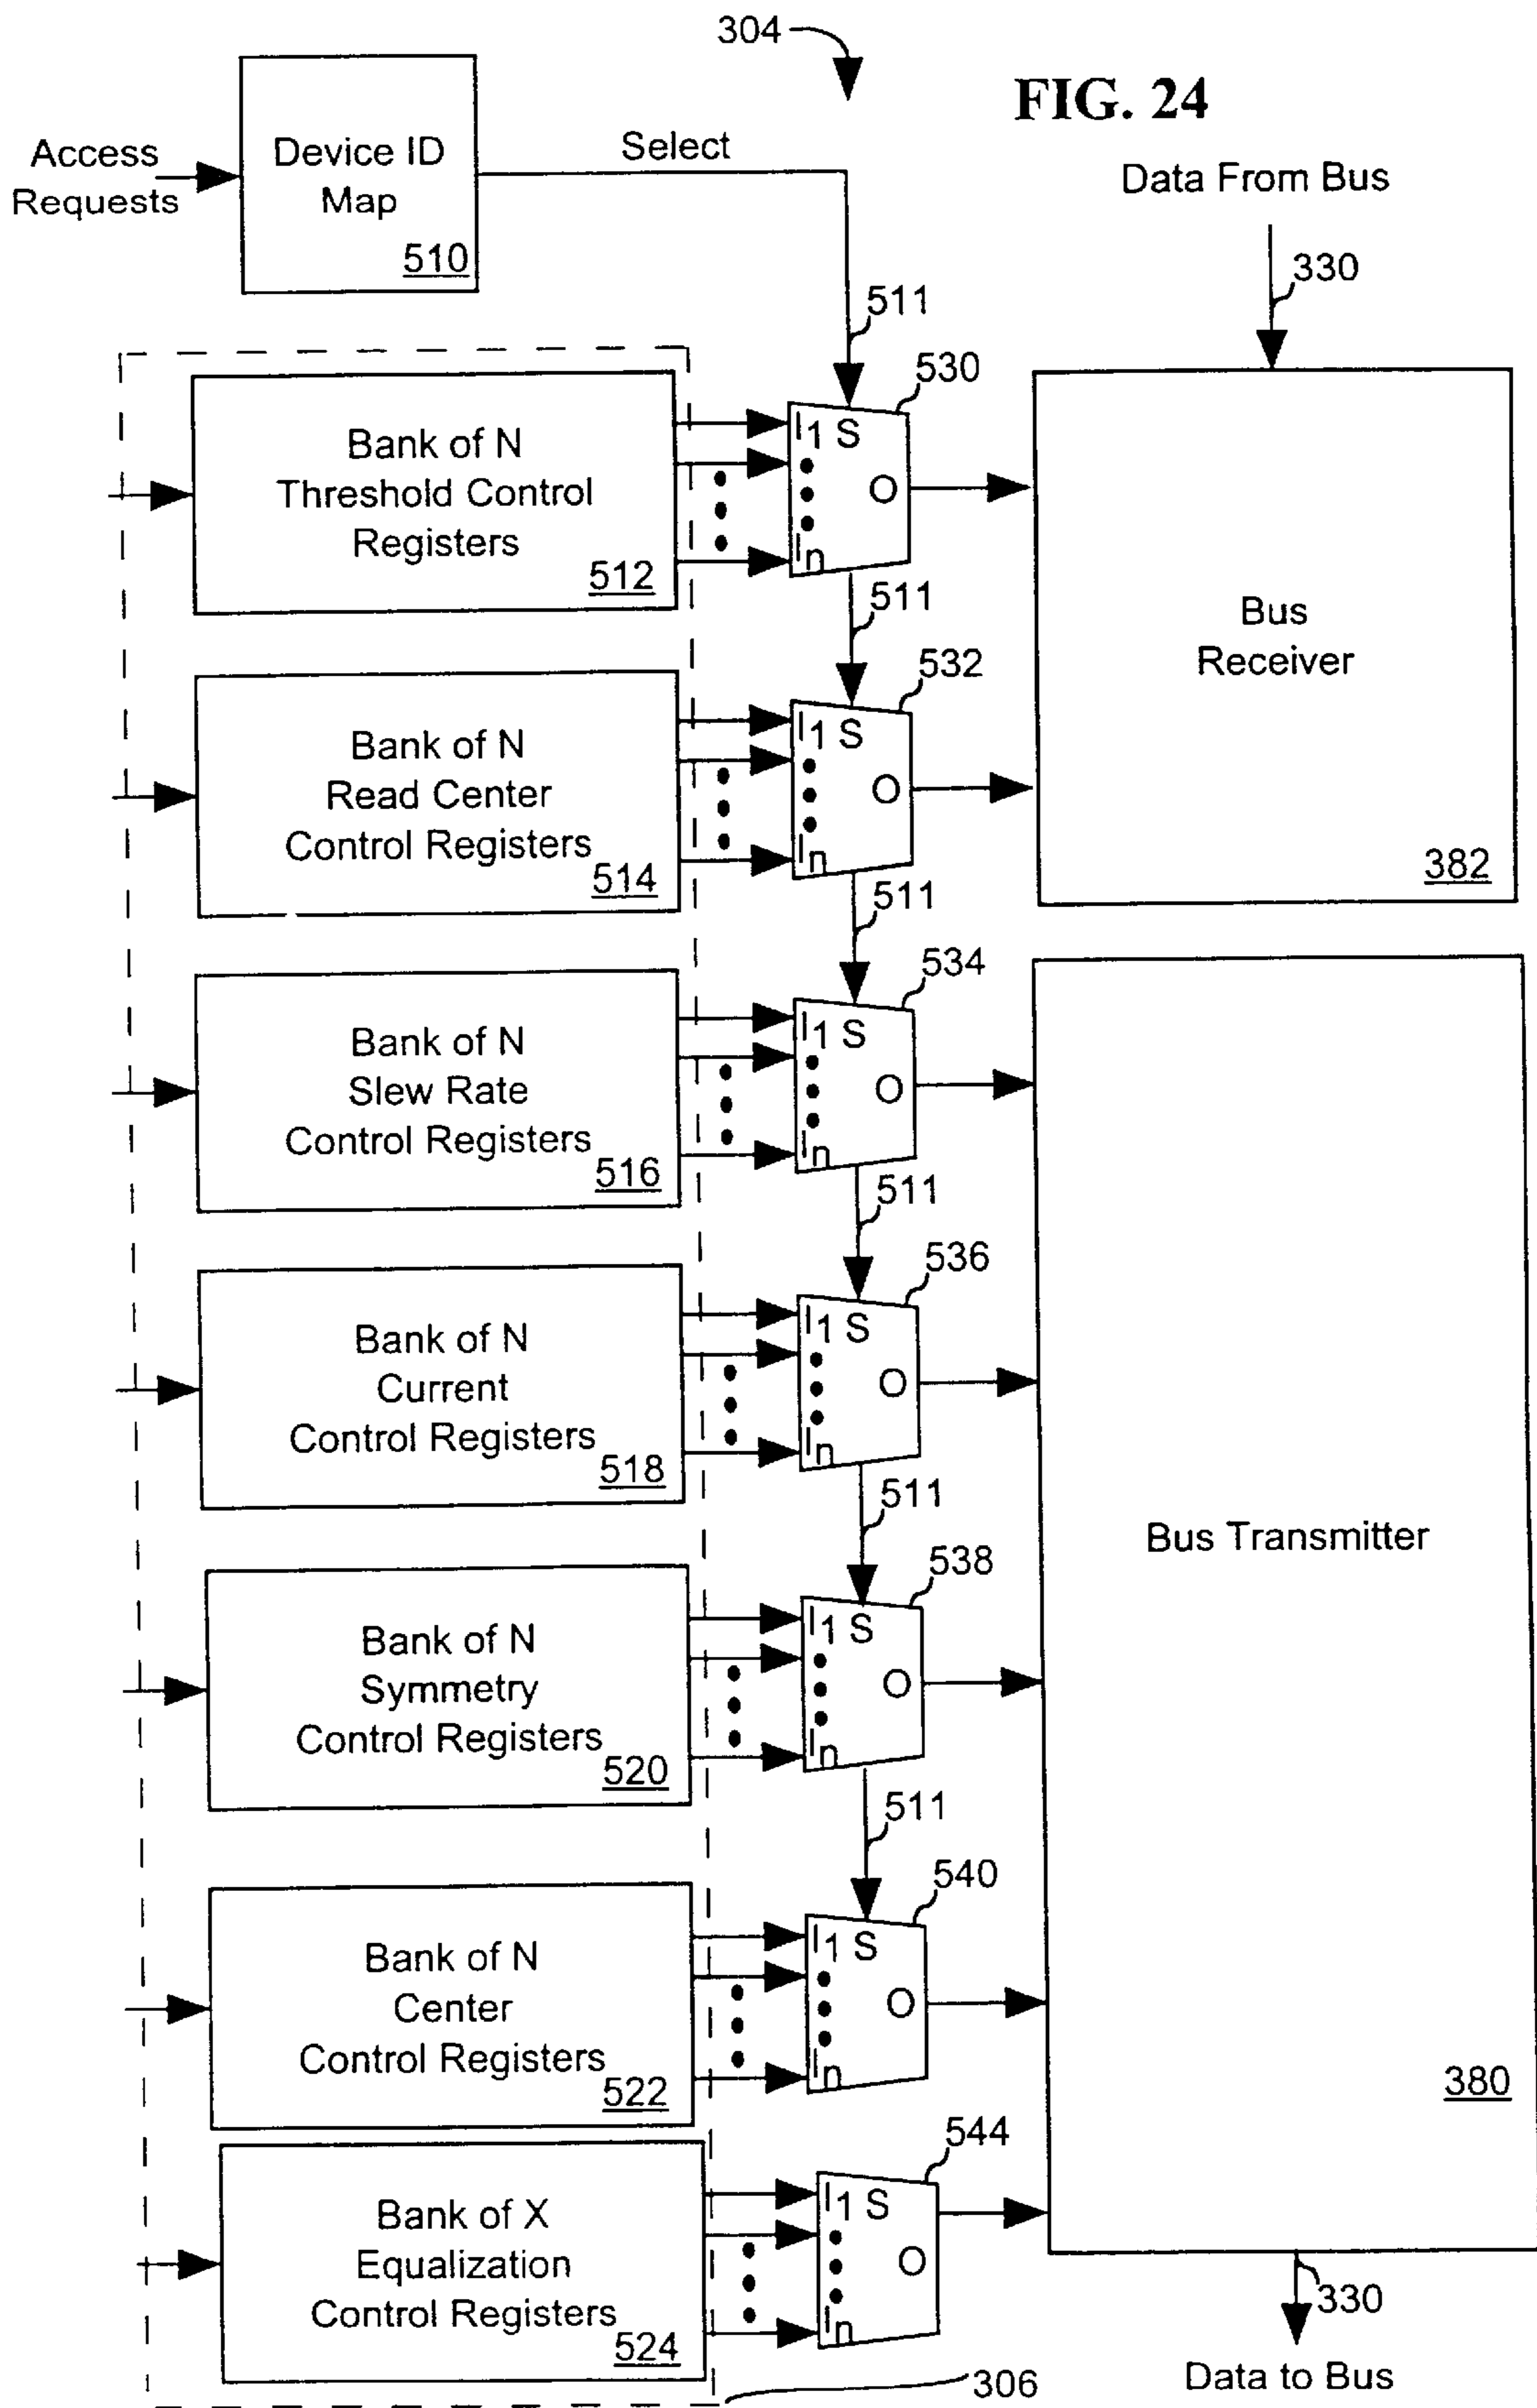 304
FIG. 24
Access
Requests
Device ID
Map
510
Select
Data From Bus
330
511
530
Bank of N
Threshold Control
Registers
512
I1 S
O
In
Bus
Receiver
382
511
532
Bank of N
Read Center
Control Registers
514
I1 S
O
In
511
534
Bank of N
Slew Rate
Control Registers
516
I1 S
O
In
511
536
Bank of N
Current
Control Registers
518
I1 S
O
In
Bus Transmitter
380
511
538
Bank of N
Symmetry
Control Registers
520
I1 S
O
In
511
540
Bank of N
Center
Control Registers
522
I1 S
O
In
544
Bank of X
Equalization
Control Registers
524
I1 S
O
In
330
Data to Bus
306